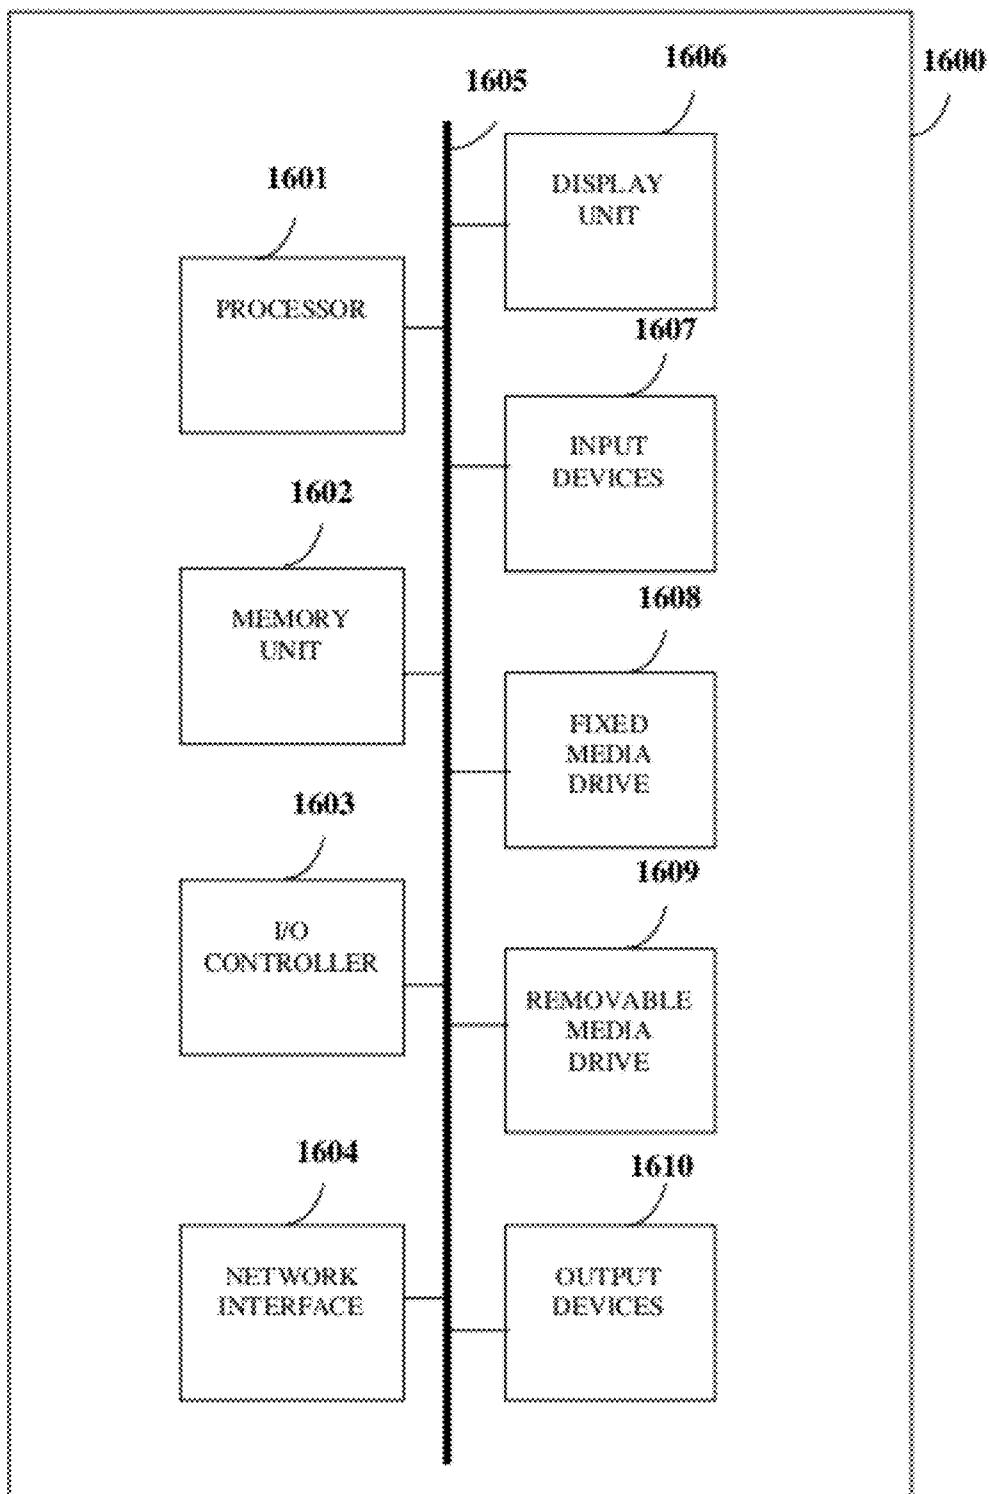 1600
1605
1606
DISPLAY
UNIT
1601
PROCESSOR
1607
INPUT
DEVICES
1602
MEMORY
UNIT
1608
FIXED
MEDIA
DRIVE
1603
I/O
CONTROLLER
1609
REMOVABLE
MEDIA
DRIVE
1604
NETWORK
INTERFACE
1610
OUTPUT
DEVICES